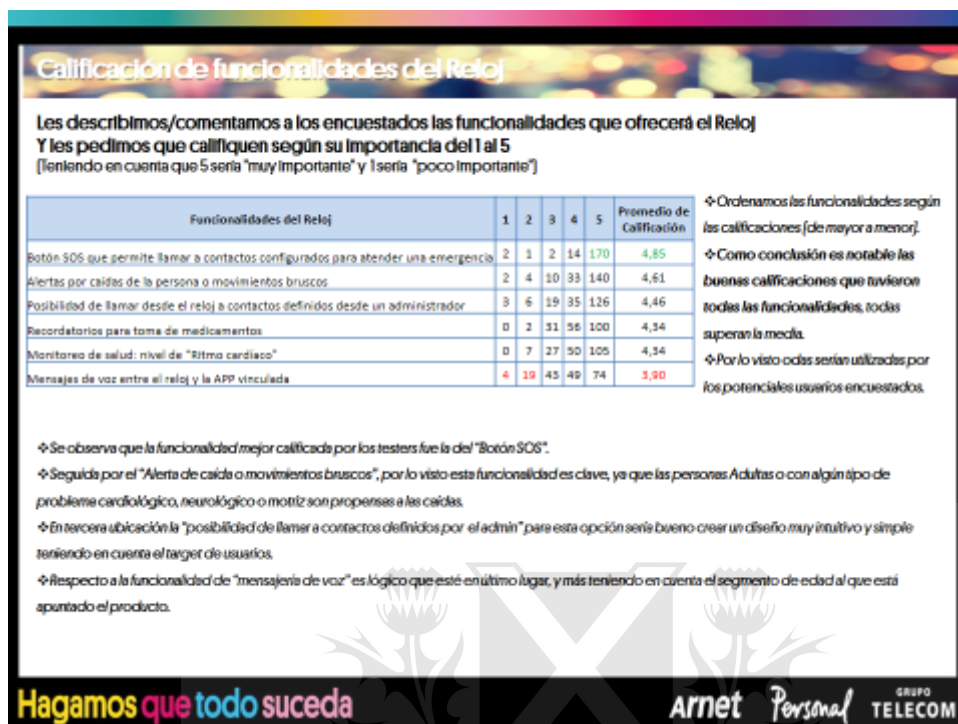 Calificación de funcionalidades del Reloj
Les describimos/comentamos a los encuestados las funcionalidades que ofrecerá el Reloj
Y les pedimos que califiquen según su importancia del 1 al 5
(Teniendo en cuenta que 5 sería "muy importante" y 1 sería "poco importante")
Funcionalidades del Reloj 1 2 3 4 5 Promedio de Calificación
Botón SOS que permite llamar a contactos configurados para atender una emergencia 2 1 2 14 170 4,85
Alertas por caídas de la persona o movimientos bruscos 2 4 10 33 140 4,61
Posibilidad de llamar desde el reloj a contactos definidos desde un administrador 3 6 19 35 126 4,46
Recordatorios para toma de medicamentos 0 2 31 56 100 4,34
Monitoreo de salud: nivel de "Ritmo cardíaco" 0 7 27 50 105 4,34
Mensajes de voz entre el reloj y la APP vinculada 4 19 43 49 74 3,90
❖Ordenamos las funcionalidades según
las calificaciones [de mayor a menor].
❖Como conclusión es notable las
buenas calificaciones que tuvieron
todas las funcionalidades, todas
superan la media.
❖Por lo visto odas serían utilizadas por
los potenciales usuarios encuestados.
❖Se observa que la funcionalidad mejor calificada por los testers fue la del "Botón SOS".
❖Seguida por el "Alerta de caída o movimientos bruscos", por lo visto esta funcionalidad es clave, ya que las personas Adultas o con algún tipo de
problema cardiológico, neurológico o motriz son propensas a las caídas.
❖En tercera ubicación la "posibilidad de llamar a contactos definidos por el admin" para esta opción sería bueno crear un diseño muy intuitivo y simple
teniendo en cuenta el target de usuarios.
❖Respecto a la funcionalidad de "mensajería de voz" es lógico que esté en último lugar, y más teniendo en cuenta el segmento de edad al que está
apuntado el producto.
Hagamos que todo suceda
Arnet Personal GRUPO TELECOM